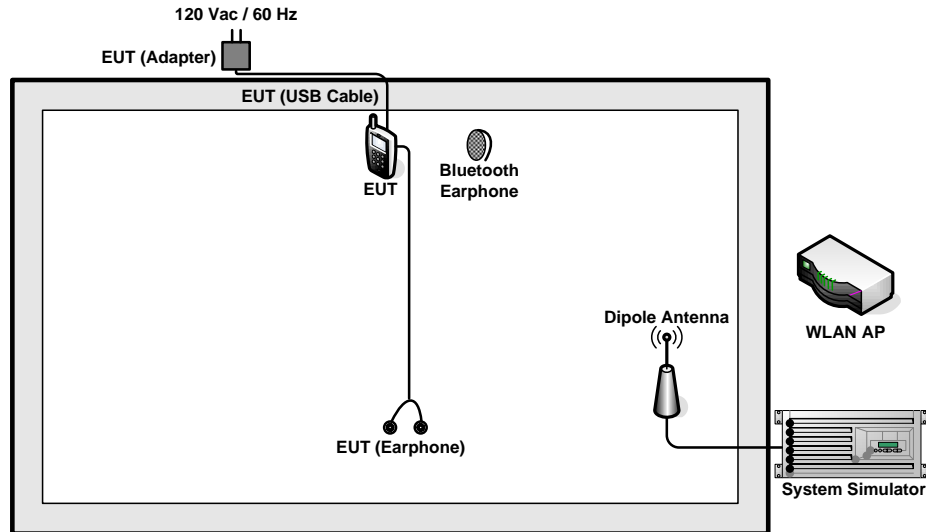 120 Vac / 60 Hz
EUT (Adapter)
EUT (USB Cable)
EUT
Bluetooth
Earphone
Dipole Antenna
WLAN AP
EUT (Earphone)
System Simulator